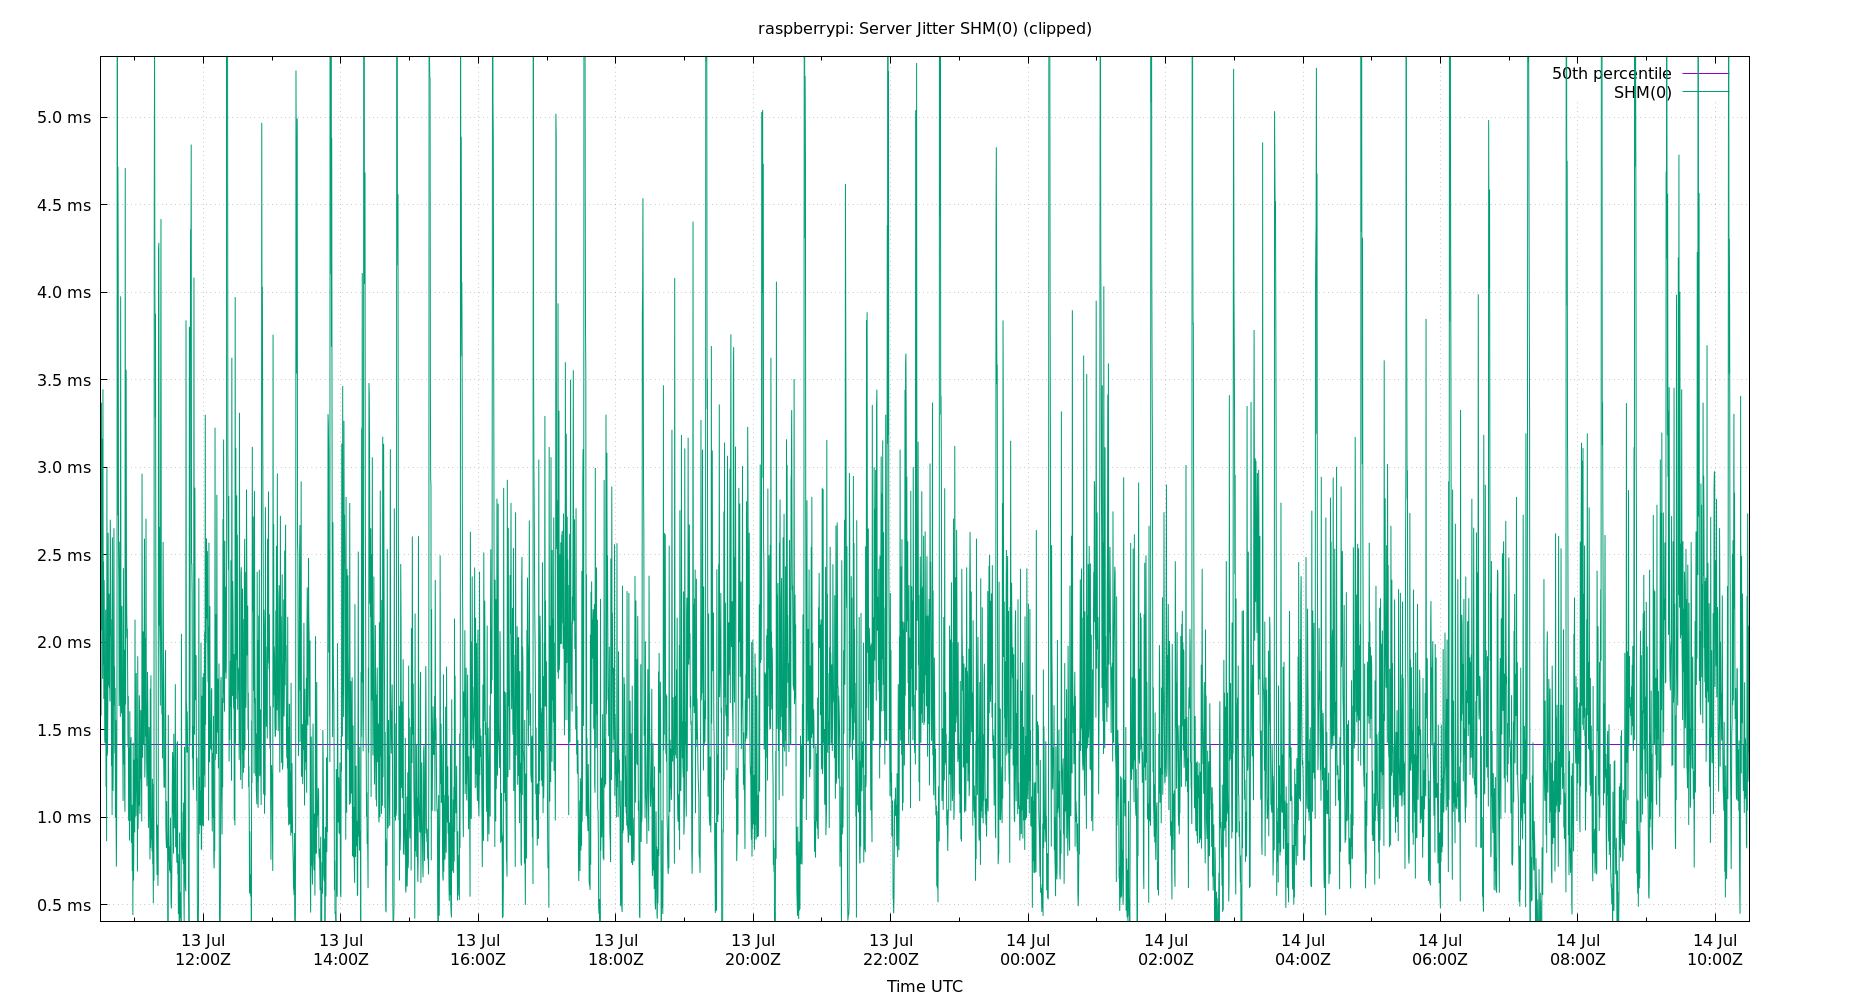 raspberrypi: Server Jitter SHM(0) (clipped)
50th percentile
SHM(0)
5.0 ms
4.5 ms
4.0 ms
3.5 ms
3.0 ms
2.5 ms
2.0 ms
1.5 ms
1.0 ms
0.5 ms
13 Jul 13 Jul 13 Jul 13 Jul 13 Jul 13 Jul 14 Jul 14 Jul 14 Jul 14 Jul 14 Jul 14 Jul
12:00Z 14:00Z 16:00Z 18:00Z 20:00Z 22:00Z 00:00Z 02:00Z 04:00Z 06:00Z 08:00Z 10:00Z
Time UTC